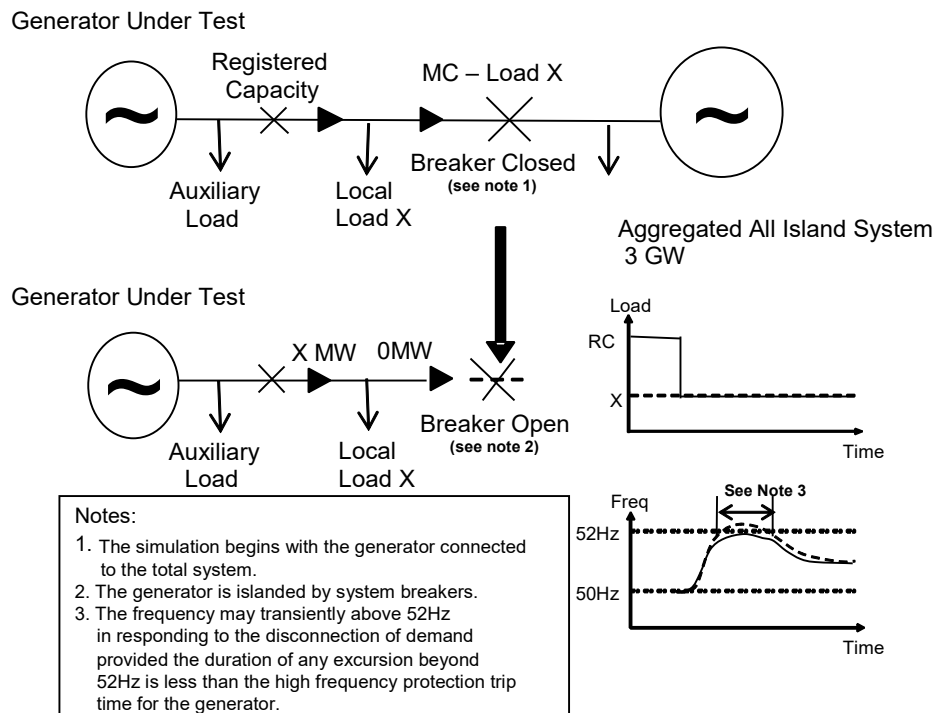 Generator Under Test
Registered
Capacity
MC – Load X
~
~
Auxiliary
Load
Local
Load X
Breaker Closed
(see note 1)
Aggregated All Island System
3 GW
Generator Under Test
~
X MW
0MW
Auxiliary
Load
Local
Load X
Breaker Open
(see note 2)
Load
RC
X
Time
Freq
See Note 3
52Hz
50Hz
Time
Notes:
1. The simulation begins with the generator connected
to the total system.
2. The generator is islanded by system breakers.
3. The frequency may transiently above 52Hz
in responding to the disconnection of demand
provided the duration of any excursion beyond
52Hz is less than the high frequency protection trip
time for the generator.